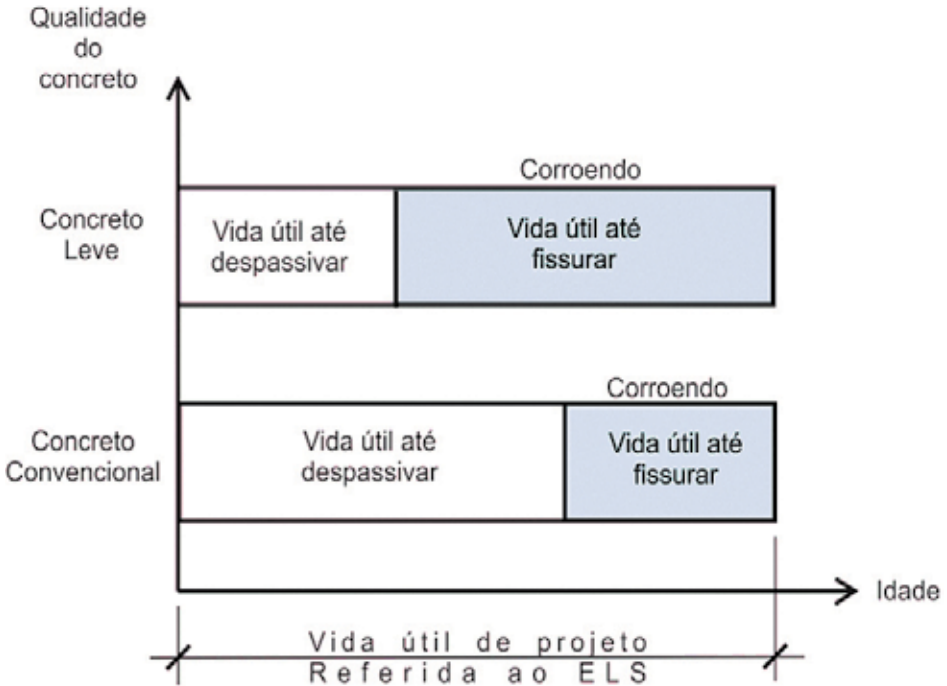 Qualidade
do
concreto
Corroendo
Concreto
Leve
Vida útil até
despassivar
Vida útil até
fissurar
Corroendo
Concreto
Convencional
Vida útil até
despassivar
Vida útil até
fissurar
Idade
Vida útil de projeto
Referida ao ELS